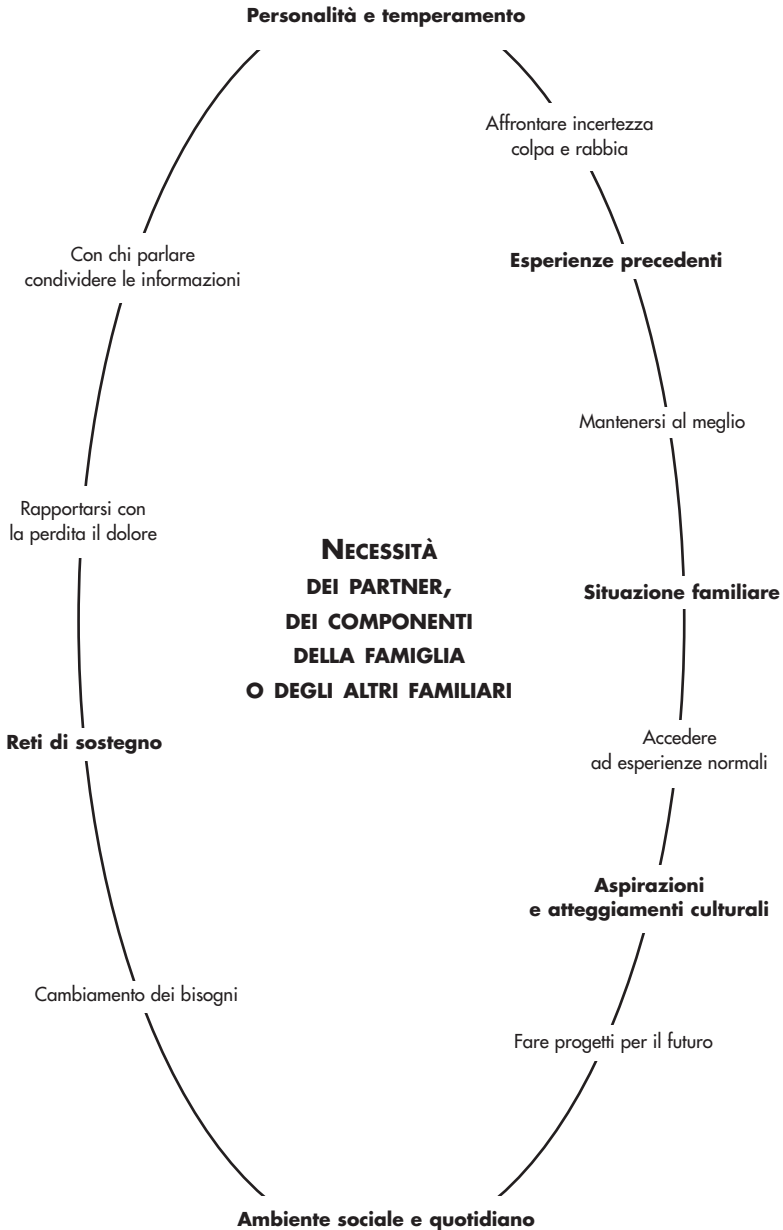 Personalità e temperamento
Affrontare incertezza
colpa e rabbia
Esperienze precedenti
Mantenersi al meglio
Situazione familiare
Accedere
ad esperienze normali
Aspirazioni
e atteggiamenti culturali
Fare progetti per il futuro
Ambiente sociale e quotidiano
Cambiamento dei bisogni
Reti di sostegno
Rapportarsi con
la perdita il dolore
Con chi parlare
condividere le informazioni
NECESSITÀ
DEI PARTNER,
DEI COMPONENTI
DELLA FAMIGLIA
O DEGLI ALTRI FAMILIARI